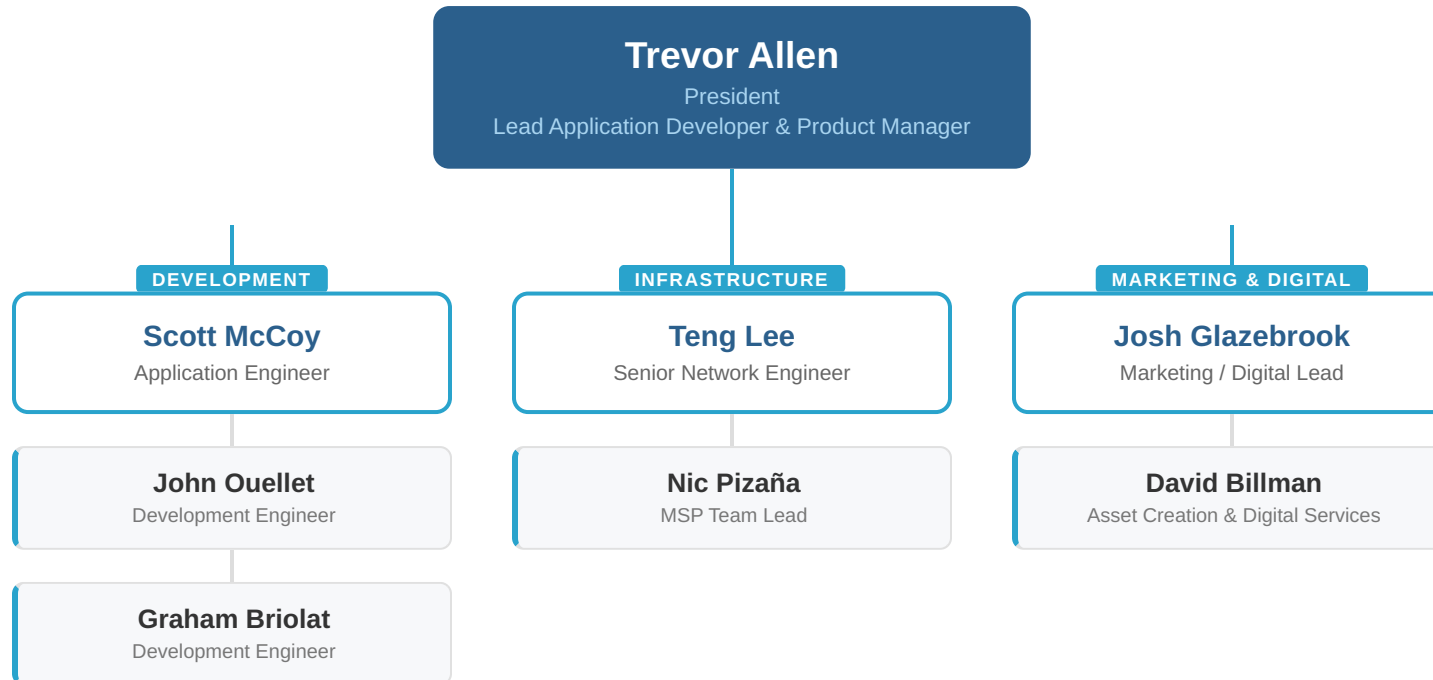 Trevor Allen
President
Lead Application Developer & Product Manager
DEVELOPMENT
Scott McCoy
Application Engineer
John Ouellet
Development Engineer
Graham Briolat
Development Engineer
INFRASTRUCTURE
Teng Lee
Senior Network Engineer
Nic Pizaña
MSP Team Lead
MARKETING & DIGITAL
Josh Glazebrook
Marketing / Digital Lead
David Billman
Asset Creation & Digital Services